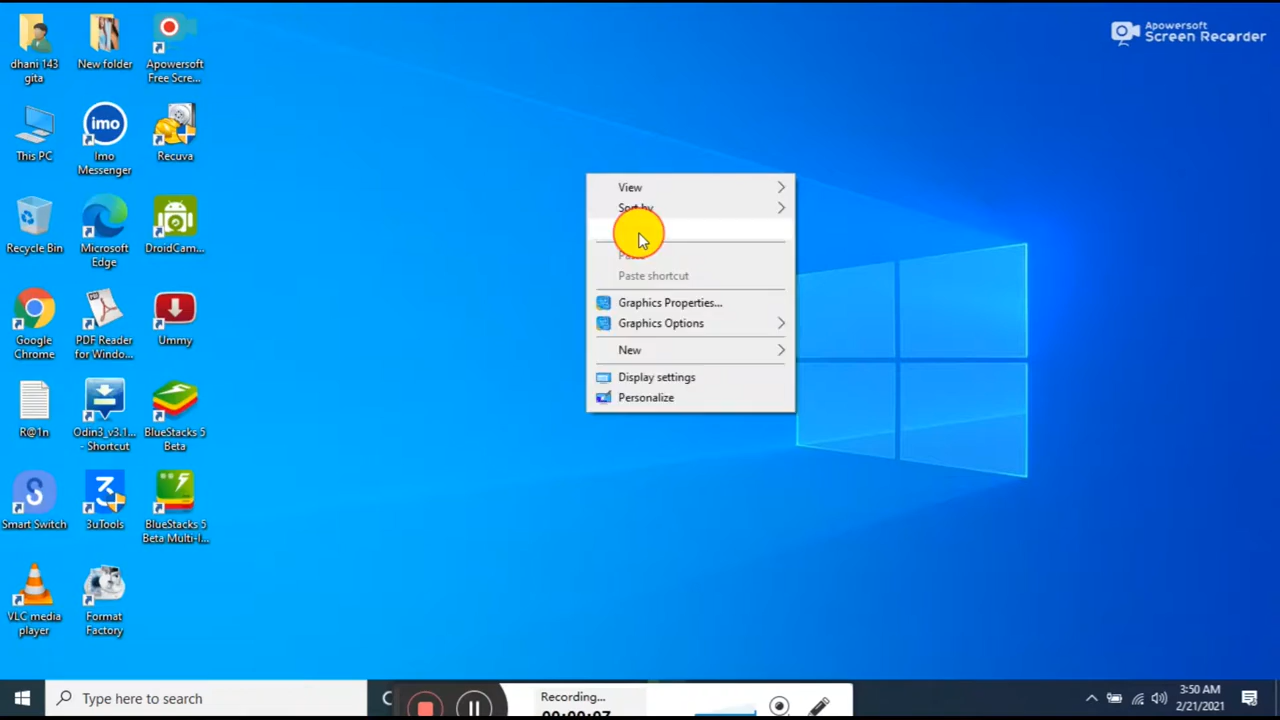 Apowersoft
Screen Recorder
dhani 143
gita
New folder
Apowersoft
Free Scre...
This PC
imo
Imo
Messenger
Recuva
Recycle Bin
Microsoft
Edge
DroidCam...
Google
Chrome
PDF Reader
for Windo...
Ummy
R@1n
Odin3_v3.1...
- Shortcut
BlueStacks 5
Beta
Smart Switch
3uTools
BlueStacks 5
Beta Multi-I...
VLC media
player
Format
Factory
View
Sort by
Paste shortcut
Graphics Properties...
Graphics Options
New
Display settings
Personalize
Type here to search
Recording...
3:50 AM
2/21/2021